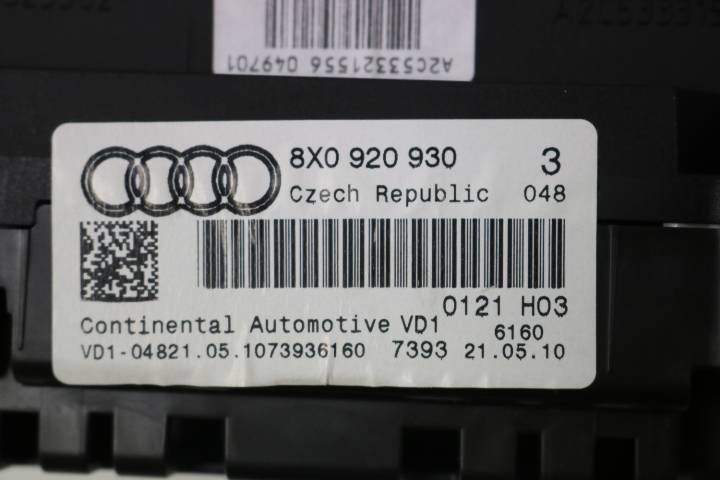 A2C53321556 049701
8X0 920 930 3
Czech Republic 048
0121 H03
Continental Automotive VD1 6160
VD1-04821.05.1073936160 7393 21.05.10